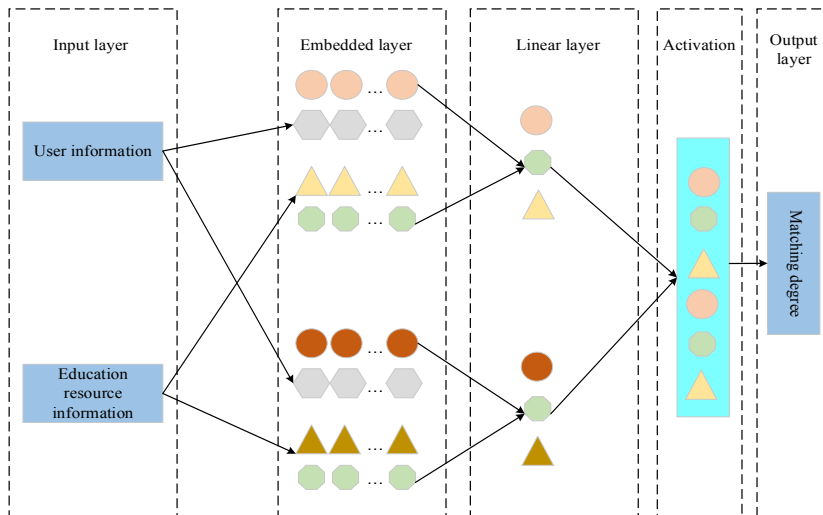 Input layer
Embedded layer
Linear layer
Activation
Output
layer
User information
Education
resource
information
...
...
...
...
...
...
...
...
Matching
degree